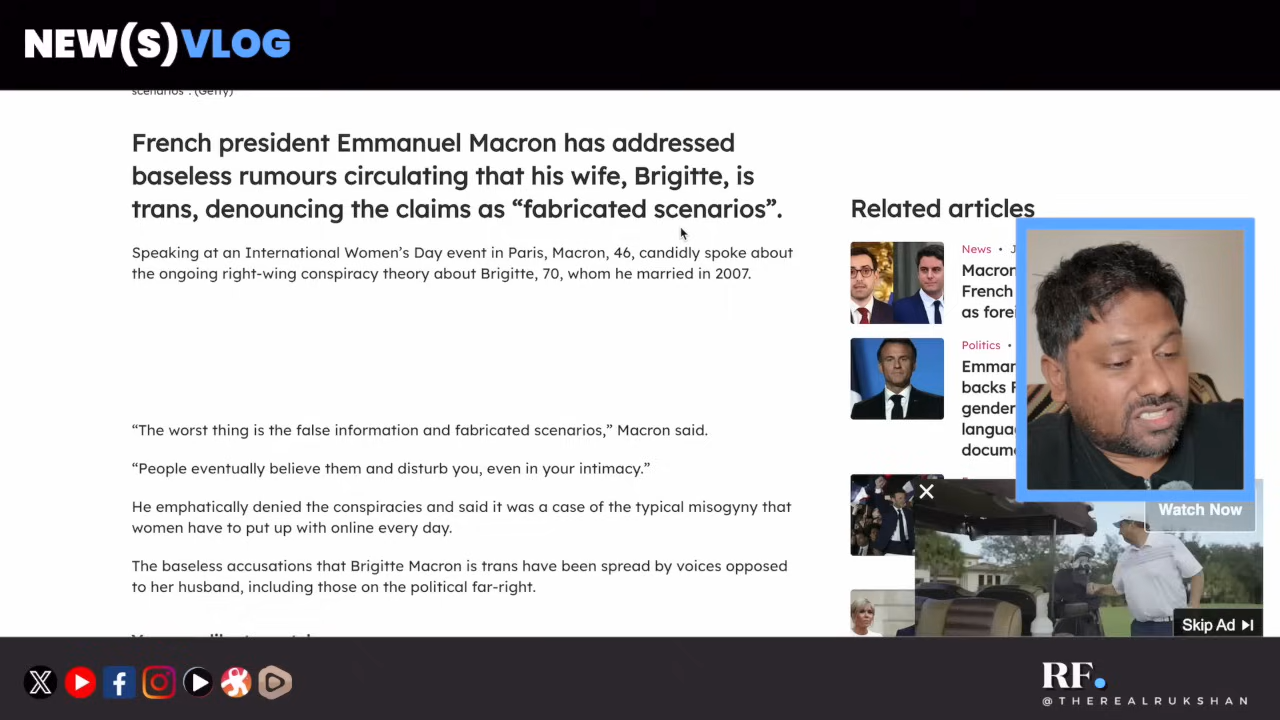 NEW(S)VLOG
scenarios". (Getty)
French president Emmanuel Macron has addressed
baseless rumours circulating that his wife, Brigitte, is
trans, denouncing the claims as “fabricated scenarios”.
Speaking at an International Women’s Day event in Paris, Macron, 46, candidly spoke about
the ongoing right-wing conspiracy theory about Brigitte, 70, whom he married in 2007.
“The worst thing is the false information and fabricated scenarios,” Macron said.
“People eventually believe them and disturb you, even in your intimacy.”
He emphatically denied the conspiracies and said it was a case of the typical misogyny that
women have to put up with online every day.
The baseless accusations that Brigitte Macron is trans have been spread by voices opposed
to her husband, including those on the political far-right.
Related articles
News • J
Macron
French
as forei
Politics •
Emman
backs F
gender
langua
docume
Watch Now
Skip Ad
RF.
@THEREALRUKSHAN